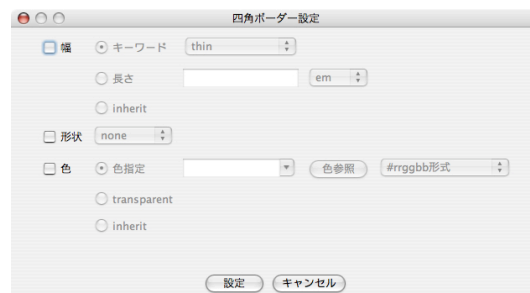 四角ボーダー設定
幅 キーワード thin
長さ em
inherit
形状 none
色 色指定 色参照 #rrggbb形式
transparent
inherit
設定 キャンセル